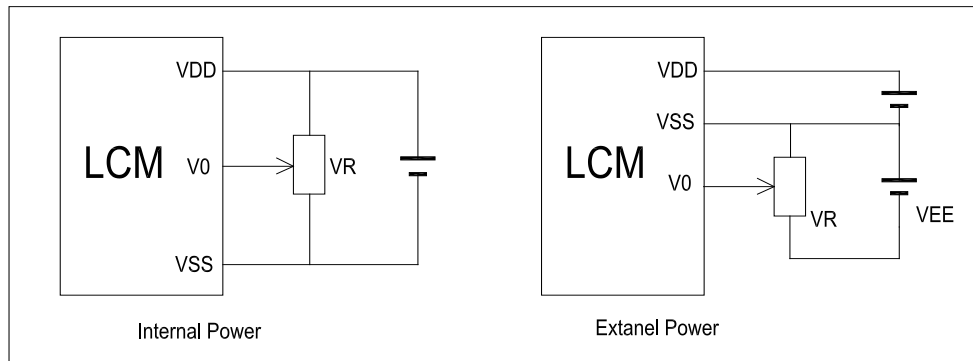 VDD
LCM
V0
VR
VSS
Internal Power
VDD
VSS
LCM
V0
VR
VEE
Extanel Power